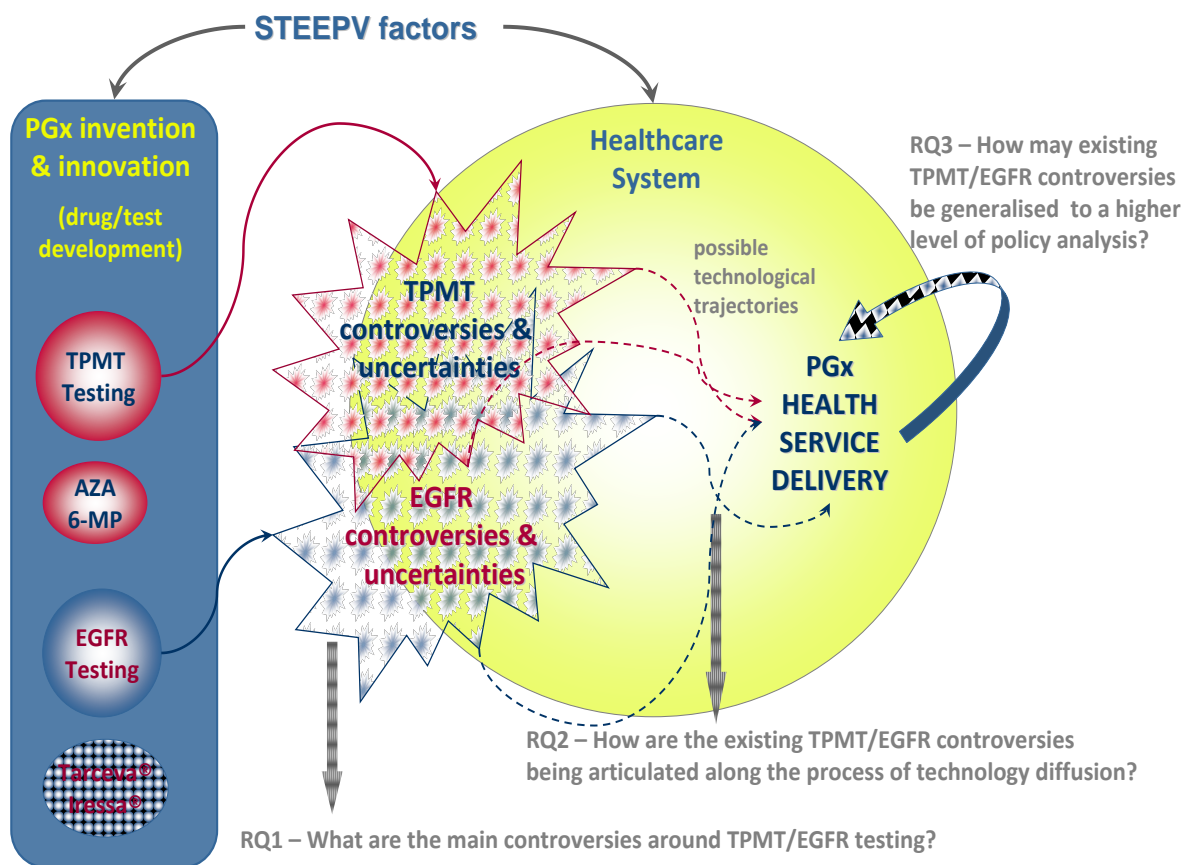 STEEPV factors
PGx invention
& innovation
(drug/test
development)
TPMT
Testing
AZA
6-MP
EGFR
Testing
Tarceva®
Iressa®
Healthcare
System
TPMT
controversies &
uncertainties
EGFR
controversies &
uncertainties
possible
technological
trajectories
PGx
HEALTH
SERVICE
DELIVERY
RQ3 – How may existing
TPMT/EGFR controversies
be generalised to a higher
level of policy analysis?
RQ2 – How are the existing TPMT/EGFR controversies
being articulated along the process of technology diffusion?
RQ1 – What are the main controversies around TPMT/EGFR testing?